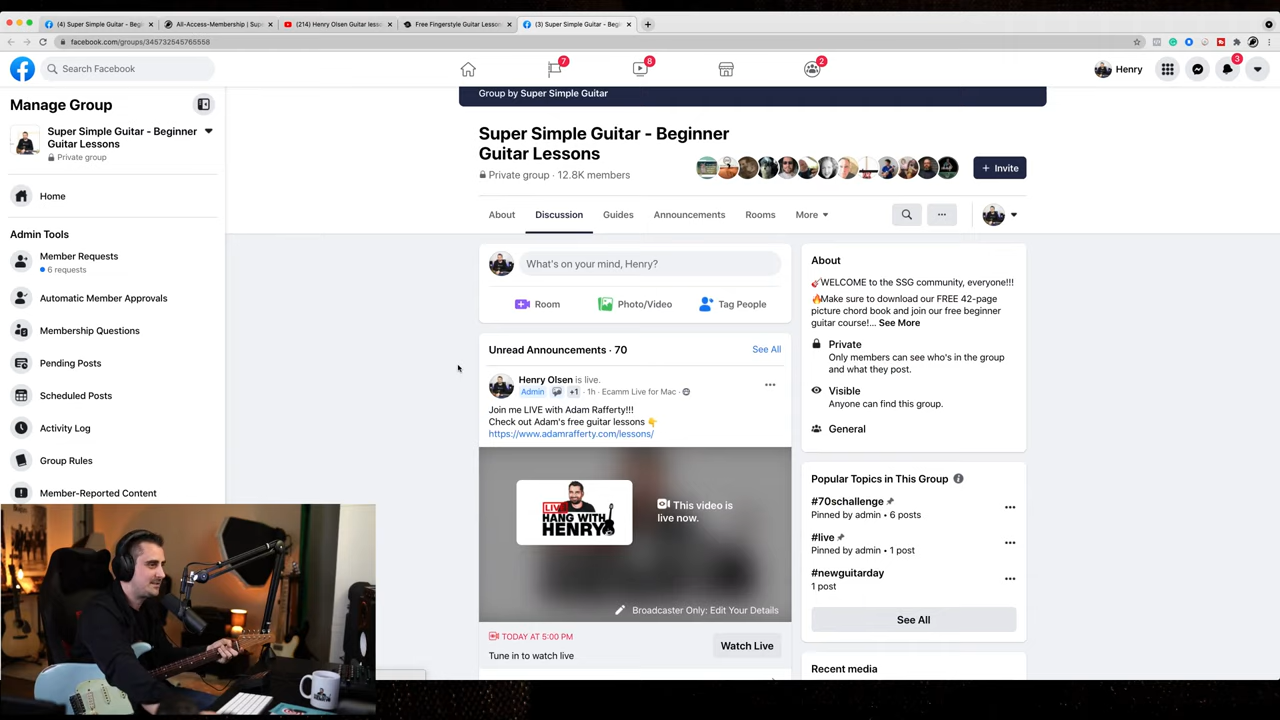 (4) Super Simple Guitar - Begi
All-Access-Membership | Supe
(214) Henry Olsen Guitar less
Free Fingerstyle Guitar Lesson
(3) Super Simple Guitar - Begi
facebook.com/groups/345732545765558
Search Facebook
7
8
2
Henry
3
Manage Group
Super Simple Guitar - Beginner
Guitar Lessons
Private group
Home
Admin Tools
Member Requests
6 requests
Automatic Member Approvals
Membership Questions
Pending Posts
Scheduled Posts
Activity Log
Group Rules
Member-Reported Content
Group by Super Simple Guitar
Super Simple Guitar - Beginner
Guitar Lessons
Private group · 12.8K members
+ Invite
About
Discussion
Guides
Announcements
Rooms
More
What's on your mind, Henry?
Room
Photo/Video
Tag People
Unread Announcements · 70
See All
Henry Olsen is live.
Admin
+1 · 1h · Ecamm Live for Mac ·
Join me LIVE with Adam Rafferty!!!
Check out Adam's free guitar lessons 👇
https://www.adamrafferty.com/lessons/
LIVE
HANG WITH
HENRY
This video is
live now.
Broadcaster Only: Edit Your Details
TODAY AT 5:00 PM
Tune in to watch live
Watch Live
About
🎸WELCOME to the SSG community, everyone!!!
🔥Make sure to download our FREE 42-page
picture chord book and join our free beginner
guitar course!... See More
Private
Only members can see who's in the group
and what they post.
Visible
Anyone can find this group.
General
Popular Topics in This Group
#70schallenge
Pinned by admin • 6 posts
#live
Pinned by admin • 1 post
#newguitarday
1 post
See All
Recent media